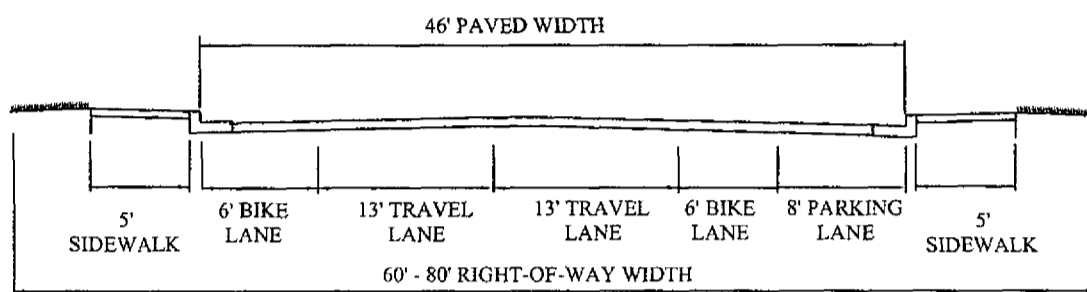 46' PAVED WIDTH
5'
SIDEWALK
6' BIKE
LANE
13' TRAVEL
LANE
13' TRAVEL
LANE
6' BIKE
LANE
8' PARKING
LANE
5'
SIDEWALK
60' - 80' RIGHT-OF-WAY WIDTH